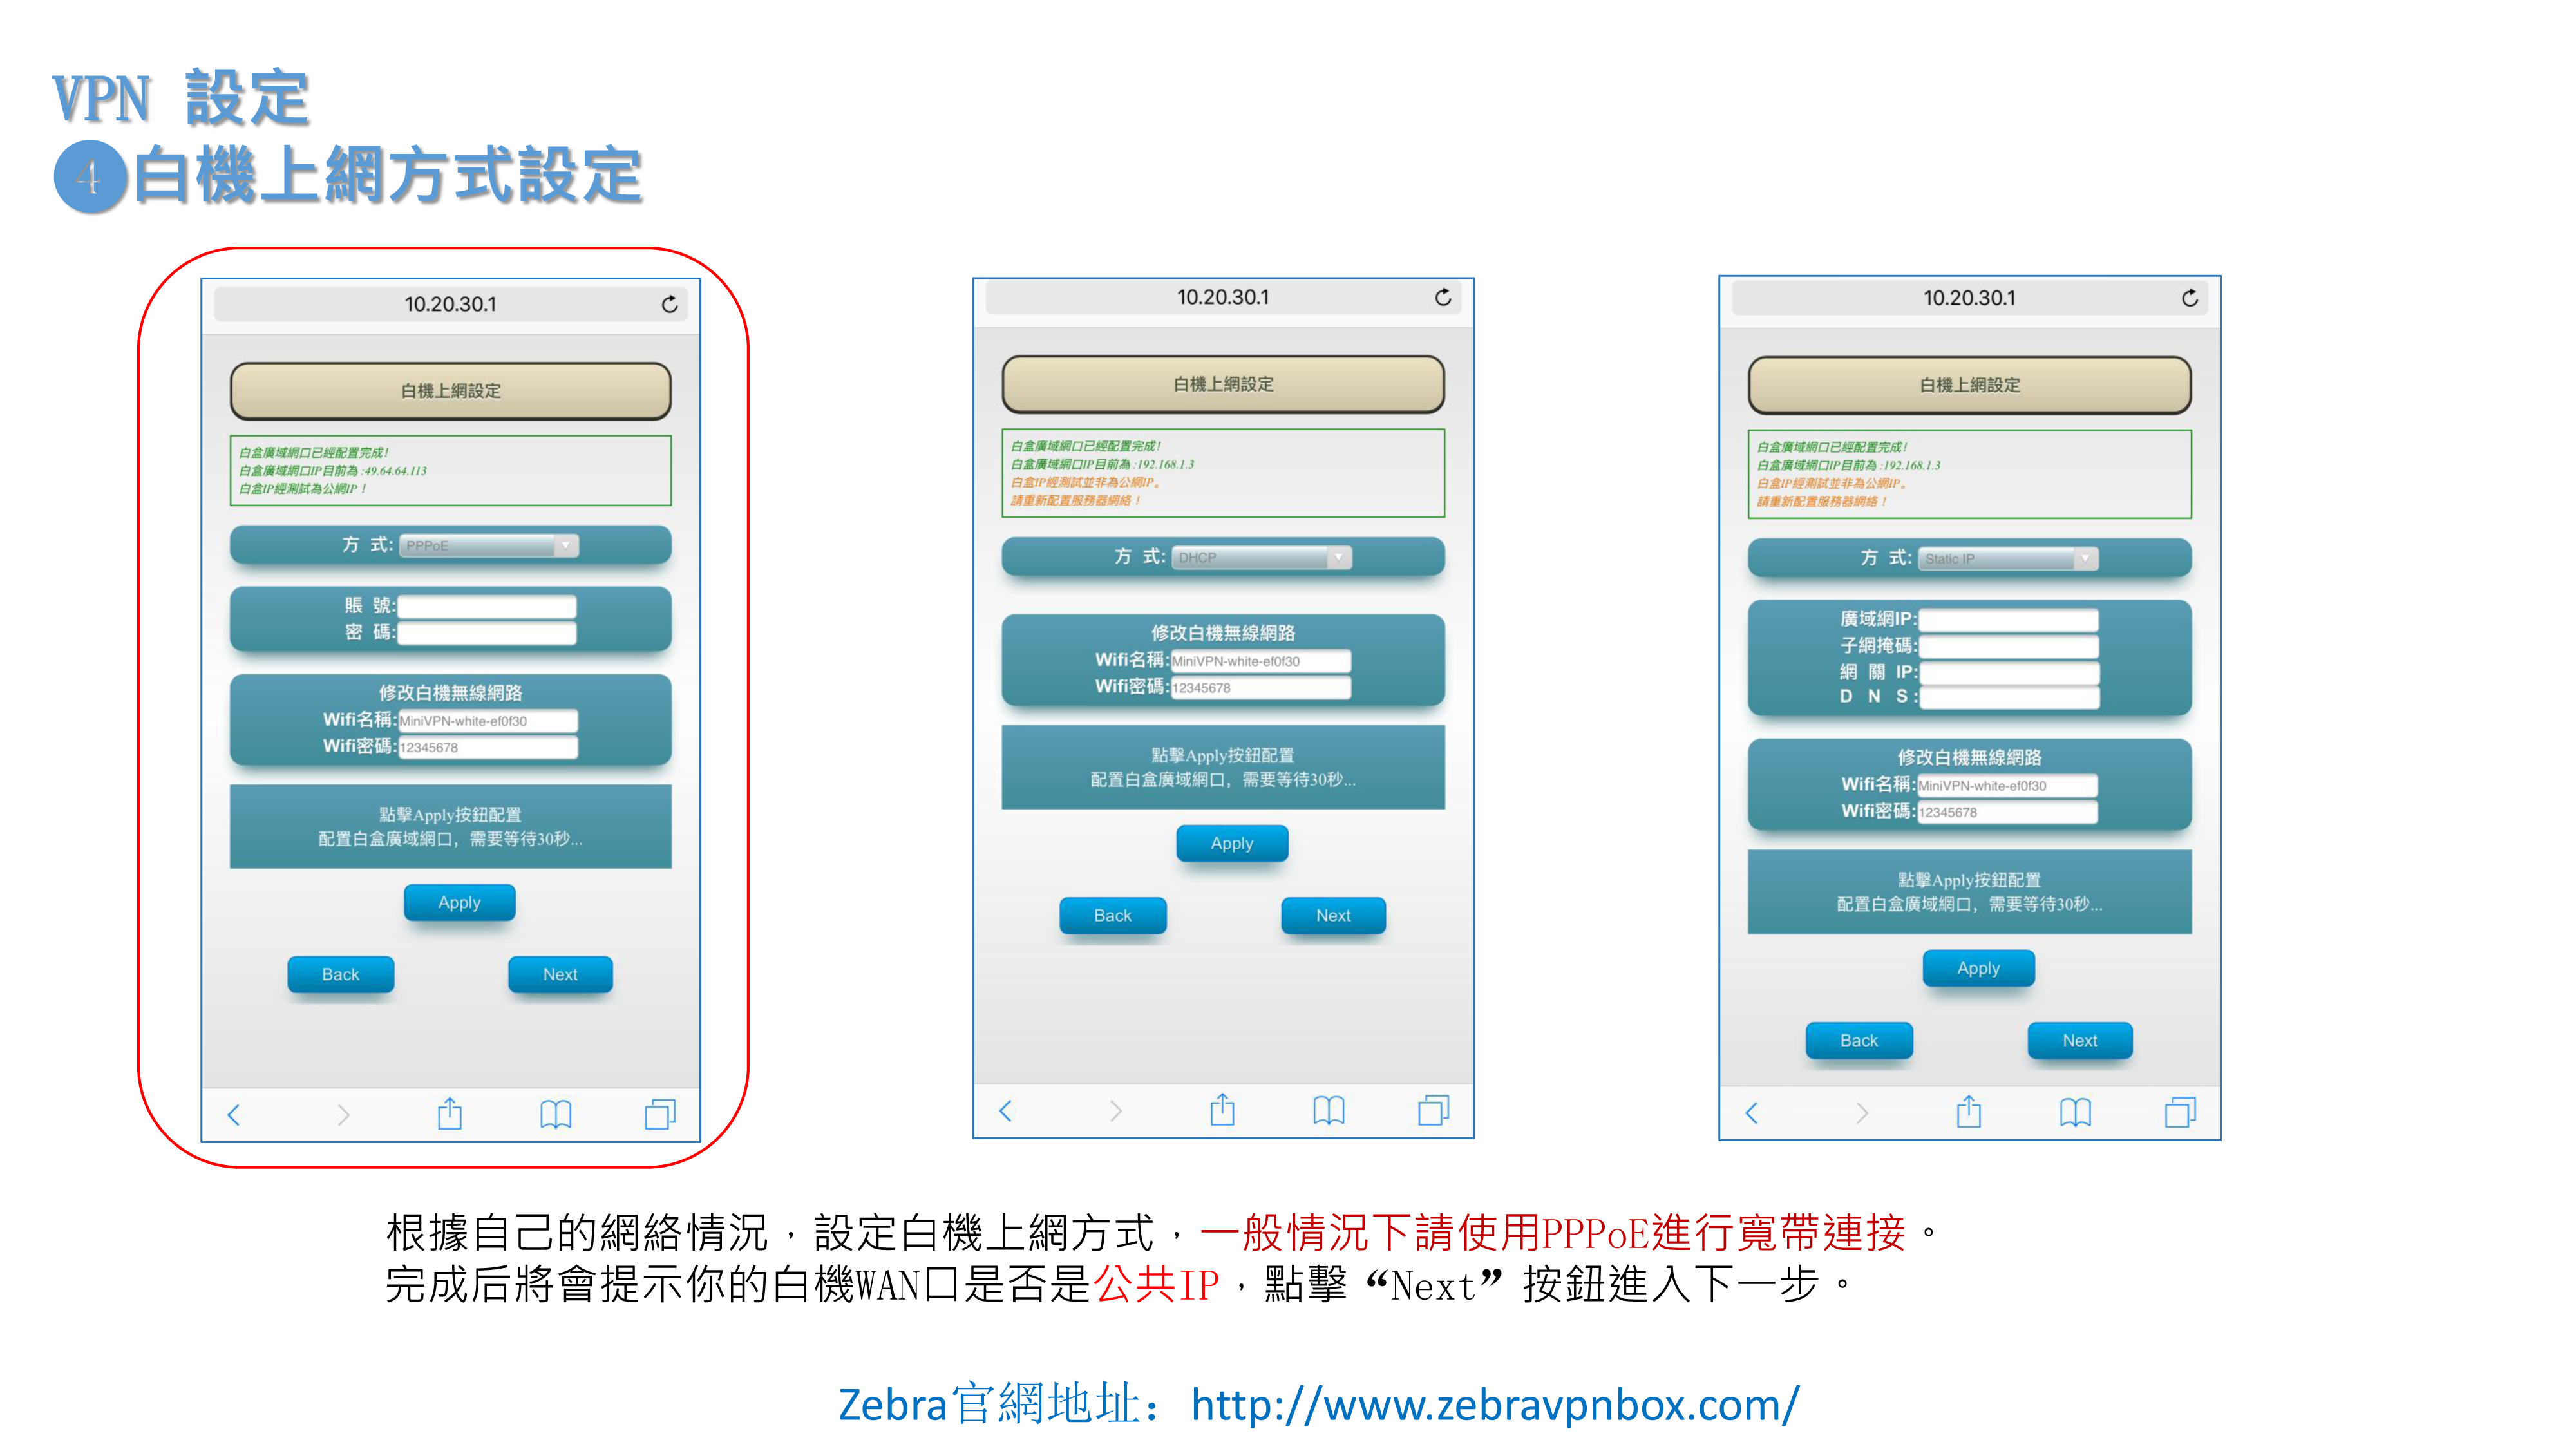 VPN 設定
4白機上網方式設定
10.20.30.1
白機上網設定
白盒廣域網口已經配置完成!
白盒廣域網口IP目前為:49.64.64.113
白盒IP經測試為公網IP！
方 式: PPPoE
賬 號:
密 碼:
修改白機無線網路
Wifi名稱:MiniVPN-white-ef0f30
Wifi密碼:12345678
點擊Apply按鈕配置
配置白盒廣域網口，需要等待30秒...
Apply
Back Next
10.20.30.1
白機上網設定
白盒廣域網口已經配置完成!
白盒廣域網口IP目前為:192.168.1.3
白盒IP經測試並非為公網IP。
請重新配置服務器網絡！
方 式: DHCP
修改白機無線網路
Wifi名稱:MiniVPN-white-ef0f30
Wifi密碼:12345678
點擊Apply按鈕配置
配置白盒廣域網口，需要等待30秒...
Apply
Back Next
10.20.30.1
白機上網設定
白盒廣域網口已經配置完成!
白盒廣域網口IP目前為:192.168.1.3
白盒IP經測試並非為公網IP。
請重新配置服務器網絡！
方 式: Static IP
廣域網IP:
子網掩碼:
網 關 IP:
D N S:
修改白機無線網路
Wifi名稱:MiniVPN-white-ef0f30
Wifi密碼:12345678
點擊Apply按鈕配置
配置白盒廣域網口，需要等待30秒...
Apply
Back Next
根據自己的網絡情況，設定白機上網方式，一般情況下請使用PPPoE進行寬帶連接。
完成后將會提示你的白機WAN口是否是公共IP，點擊“Next”按鈕進入下一步。
Zebra官網地址：http://www.zebravpnbox.com/